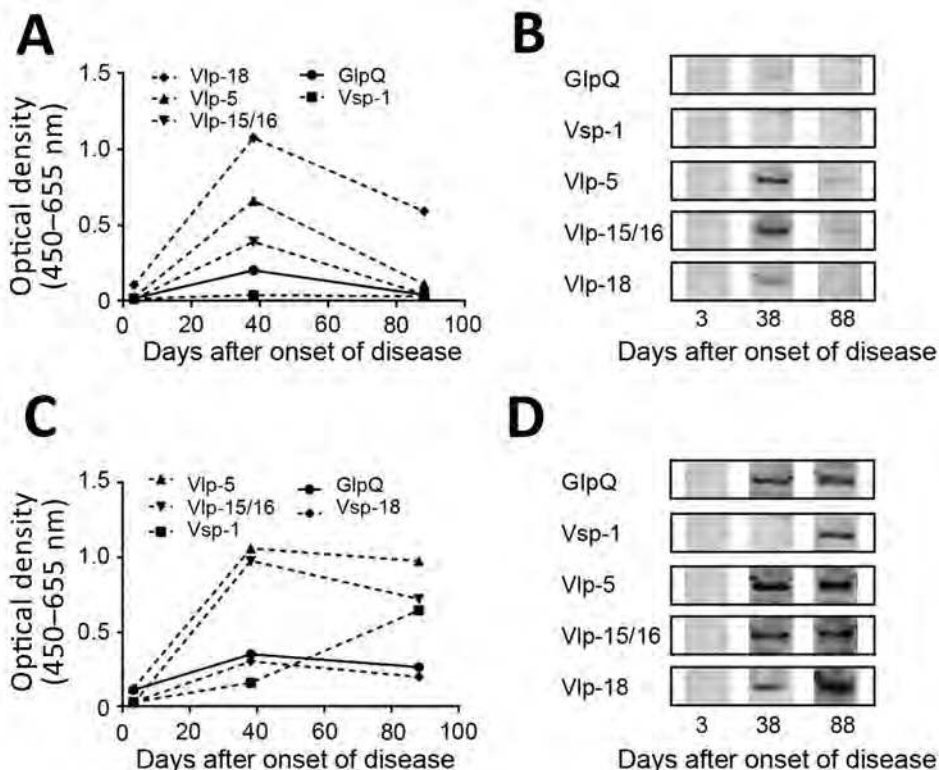 A
Optical density
(450–655 nm)
1.5
1.0
0.5
0
Vlp-18
Vlp-5
Vlp-15/16
GlpQ
Vsp-1
0 20 40 60 80 100
Days after onset of disease
B
GlpQ
Vsp-1
Vlp-5
Vlp-15/16
Vlp-18
3 38 88
Days after onset of disease
C
Optical density
(450–655 nm)
1.5
1.0
0.5
0
Vlp-5
Vlp-15/16
Vsp-1
GlpQ
Vsp-18
0 20 40 60 80 100
Days after onset of disease
D
GlpQ
Vsp-1
Vlp-5
Vlp-15/16
Vlp-18
3 38 88
Days after onset of disease